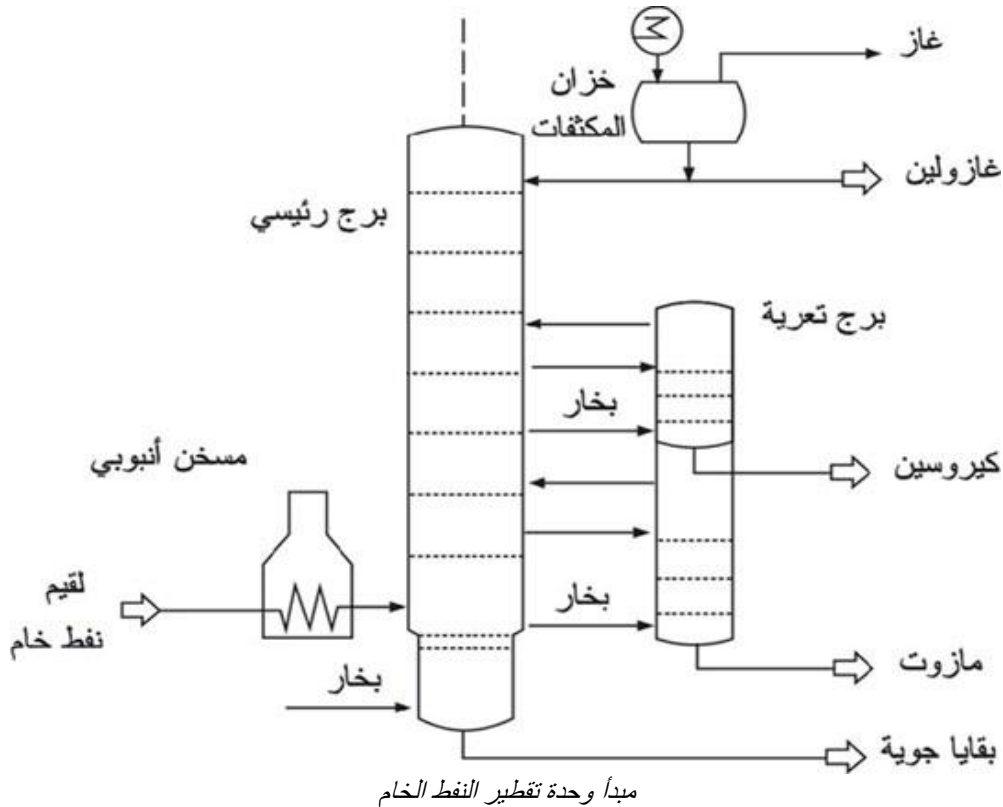 غاز
خزان
المكثفات
غازولين
برج رئيسي
برج تعرية
بخار
مسخن أنبوبي
كيروسين
لقيم
نفط خام
بخار
مازوت
بخار
بقايا جوية
مبدأ وحدة تقطير النفط الخام